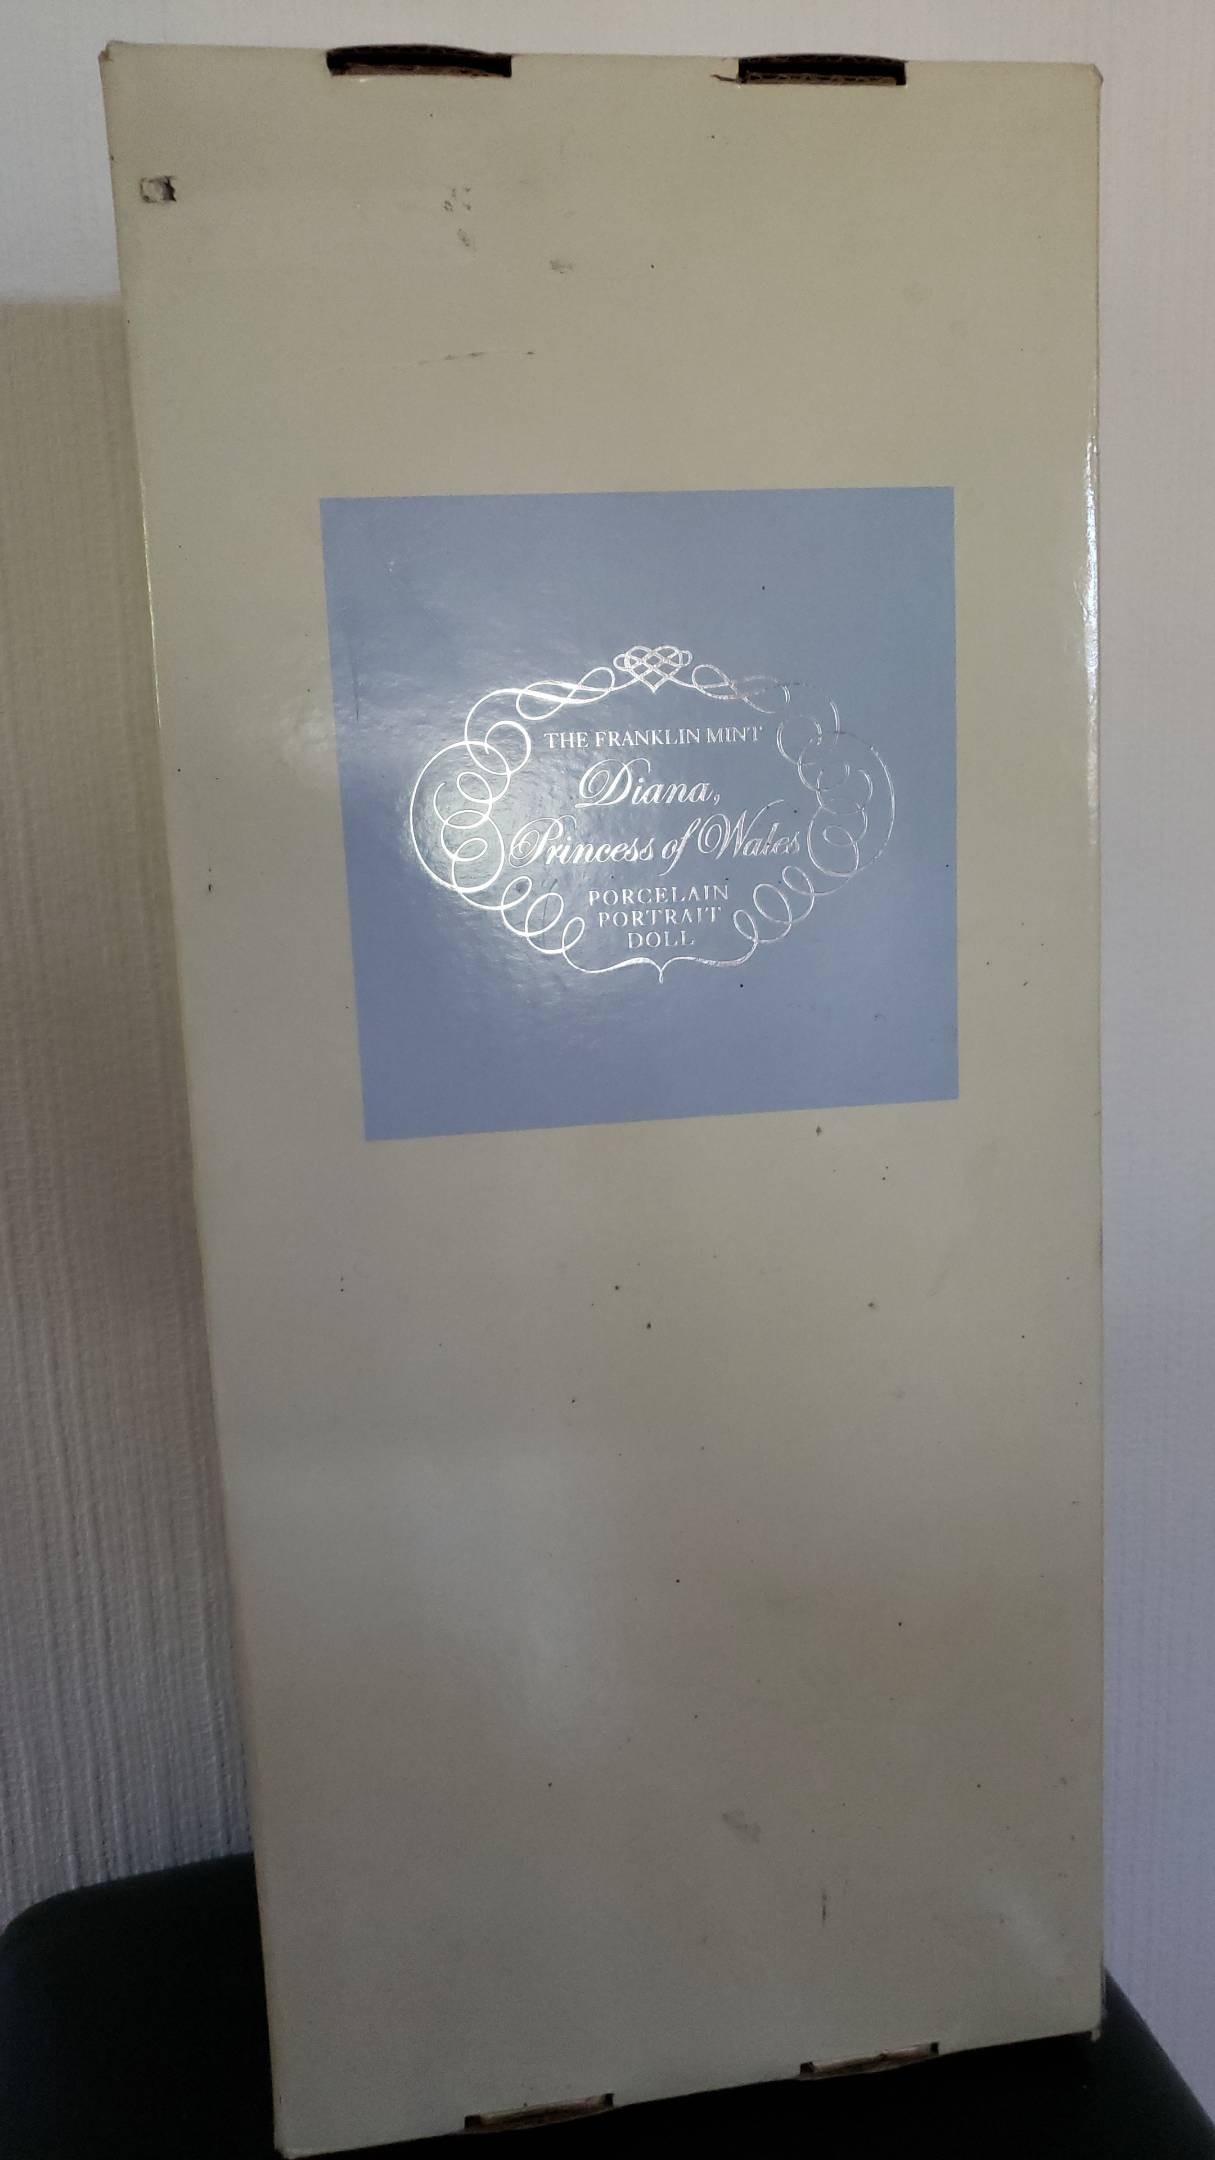 THE FRANKLIN MINT
Diana,
Princess of Wales
PORCELAIN
PORTRAIT
DOLL